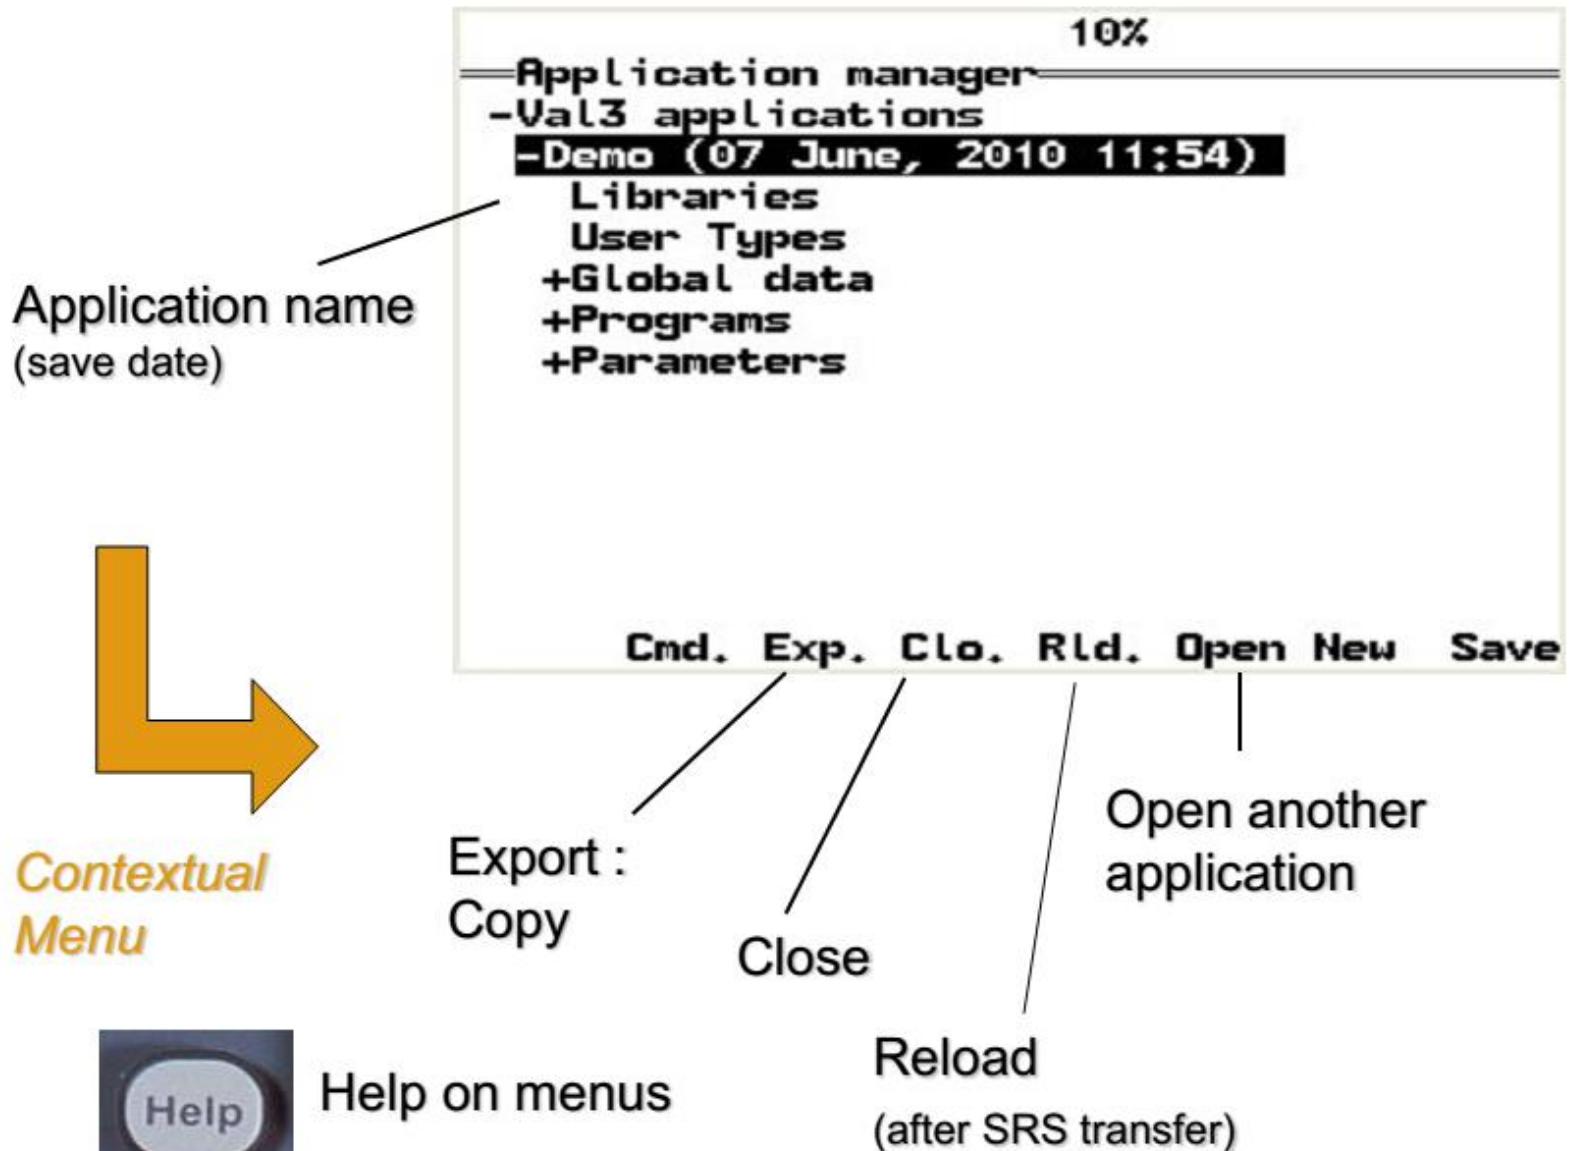 10%
Application manager
-Val3 applications
-Demo (07 June, 2010 11:54)
Libraries
User Types
+Global data
+Programs
+Parameters
Application name
(save date)
Cmd. Exp. Clo. Rld. Open New Save
Contextual
Menu
Export :
Copy
Close
Open another
application
Reload
(after SRS transfer)
Help
Help on menus